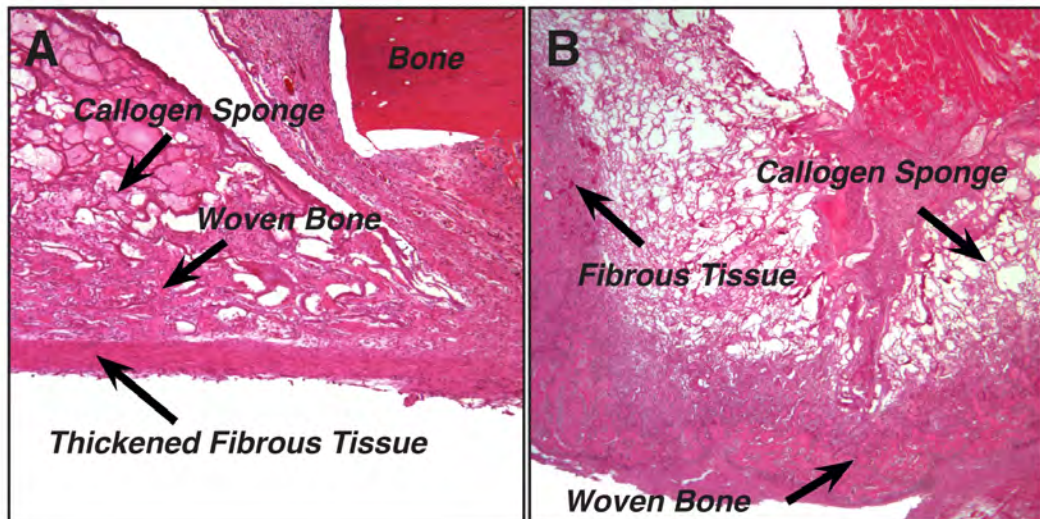 A
Bone
Callogen Sponge
Woven Bone
Thickened Fibrous Tissue
B
Callogen Sponge
Fibrous Tissue
Woven Bone